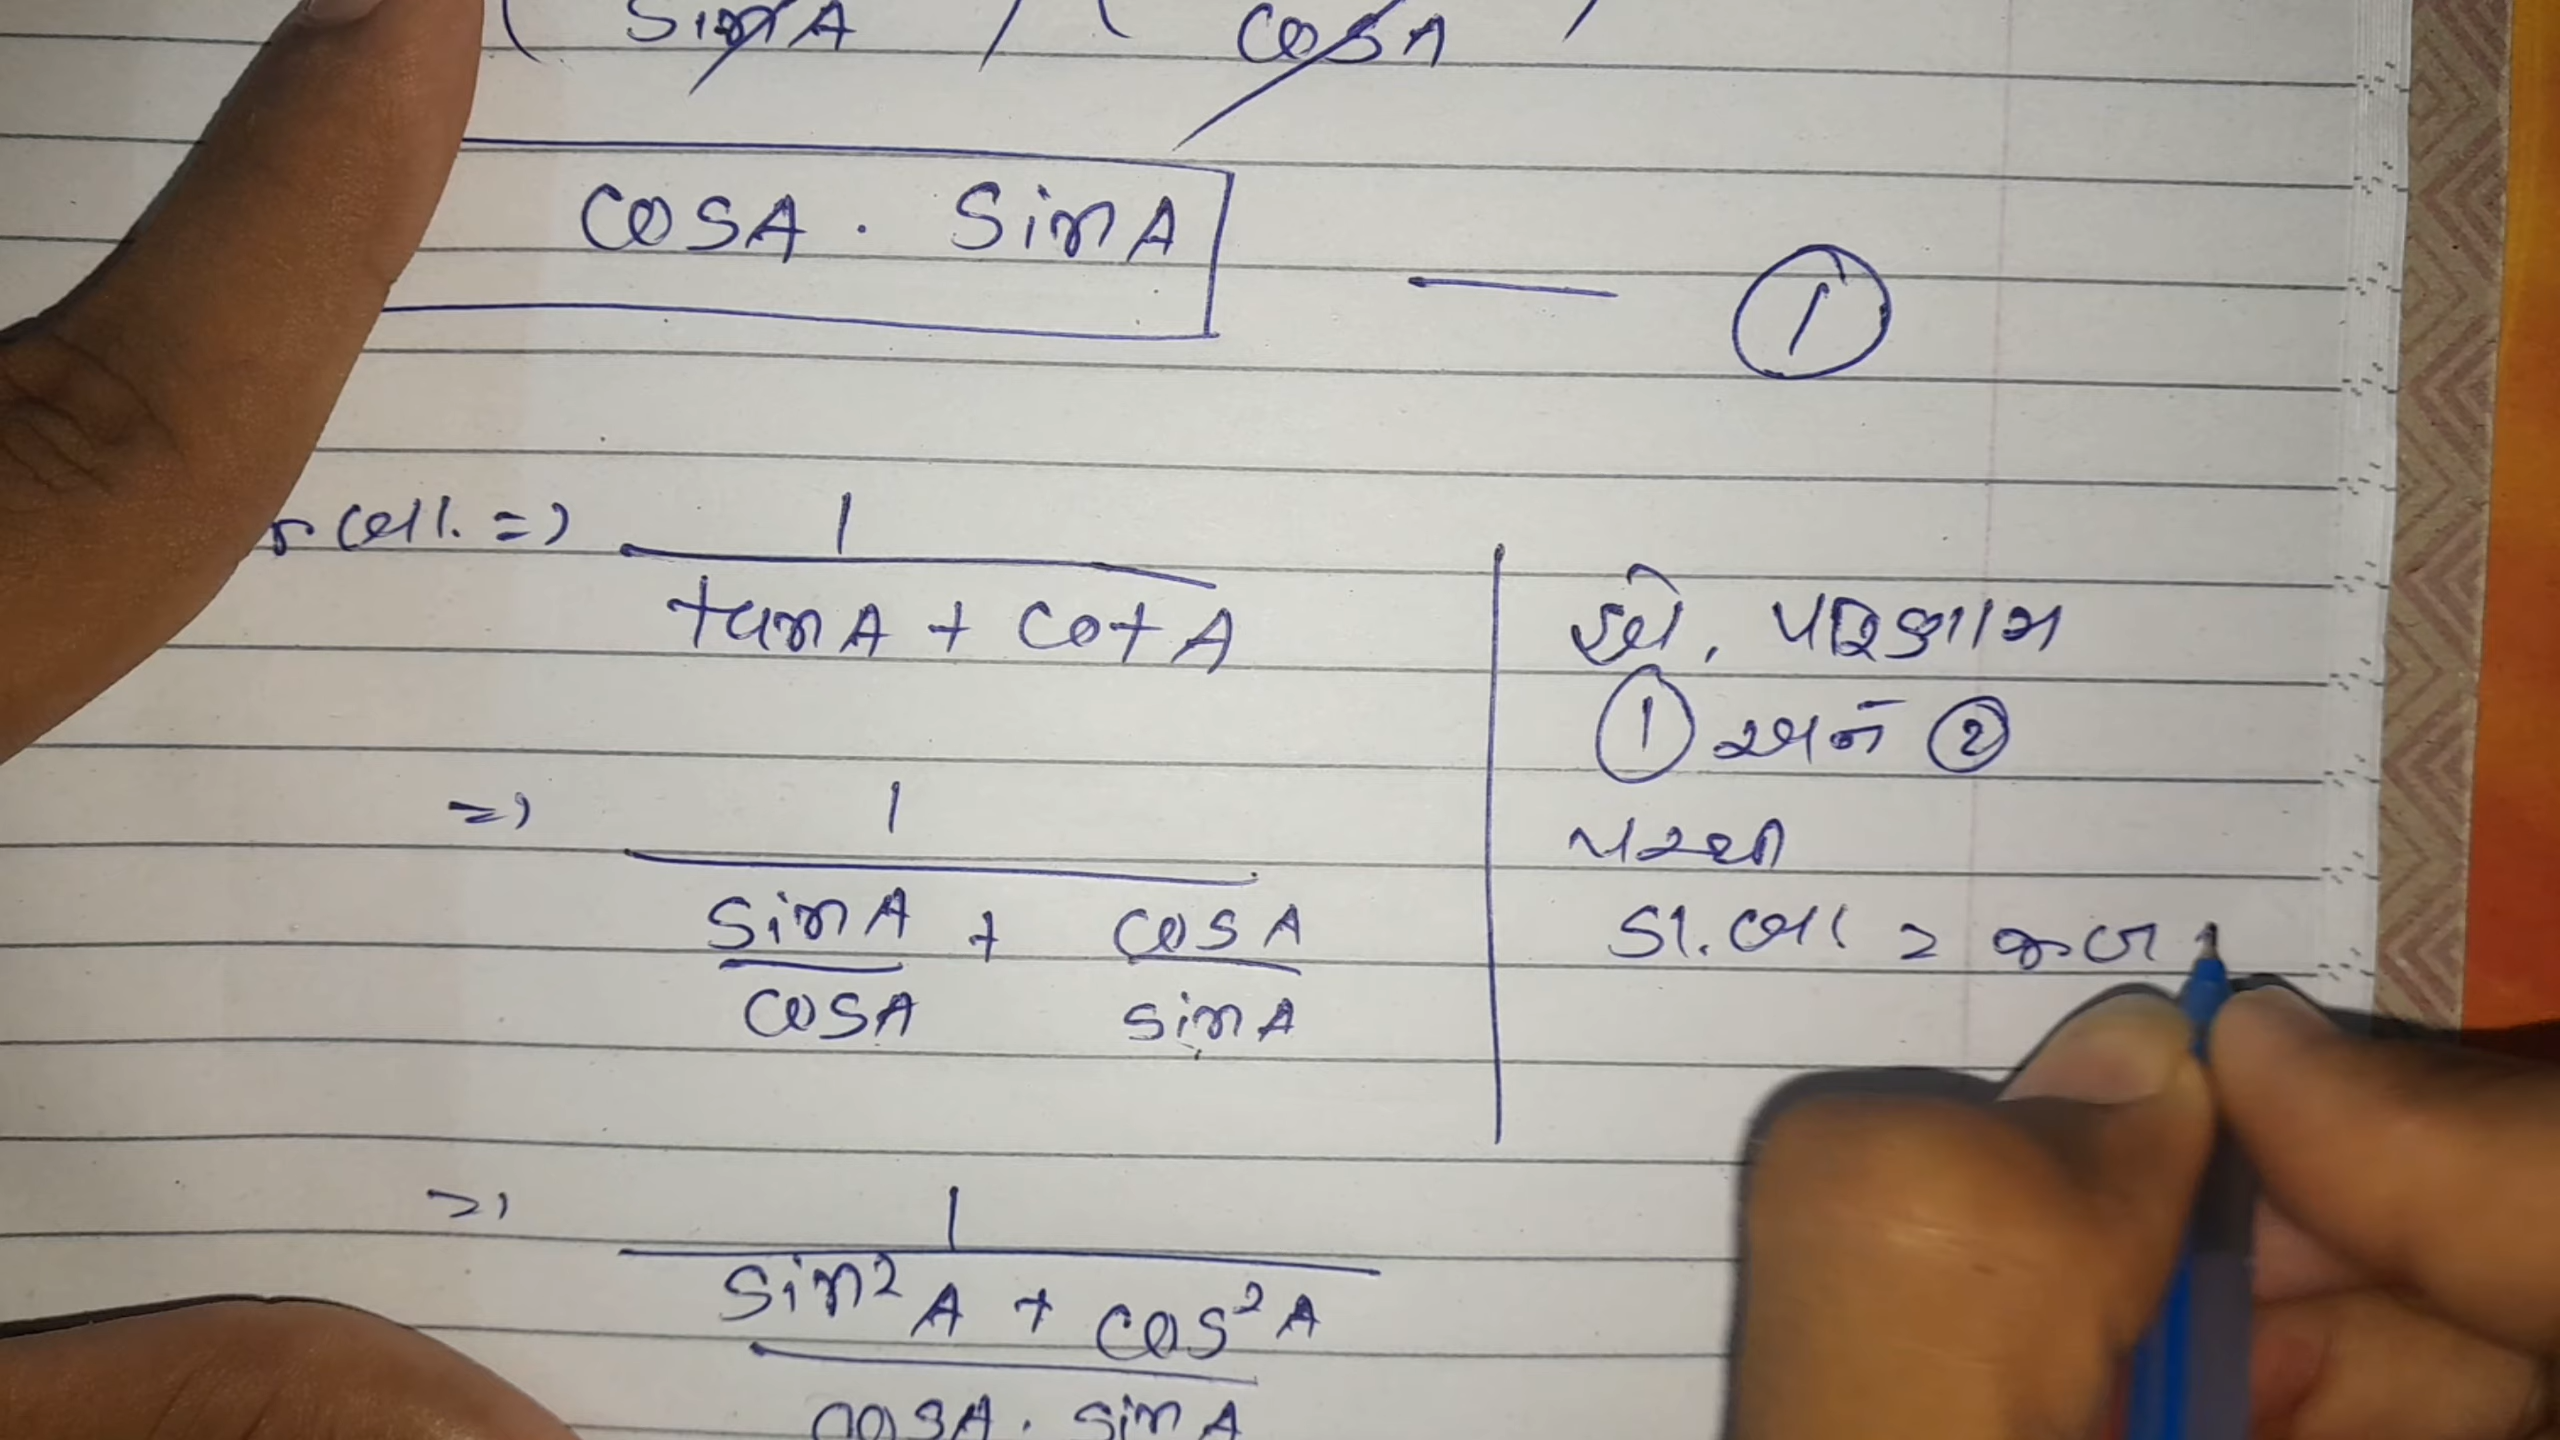 ( sinA ) ( cosA )
cosA . sinA — ①
બા. =>
1
tanA + cotA
=>
1
sinA + cosA
cosA sinA
=>
1
sin²A + cos²A
cosA . sinA
હવે, પરિણામ
① અને ②
પરથી
ડા.બા = જ.બા